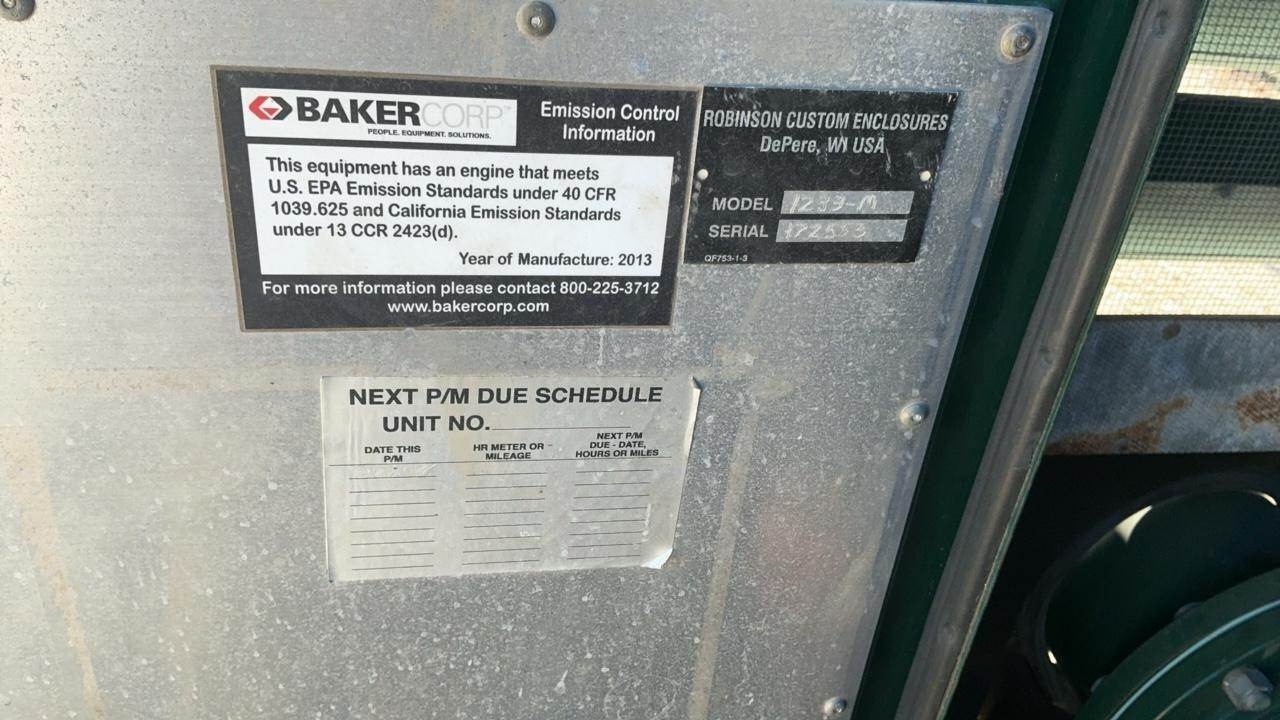 BAKERCORP™
PEOPLE. EQUIPMENT. SOLUTIONS.
Emission Control
Information
This equipment has an engine that meets
U.S. EPA Emission Standards under 40 CFR
1039.625 and California Emission Standards
under 13 CCR 2423(d).
Year of Manufacture: 2013
For more information please contact 800-225-3712
www.bakercorp.com
ROBINSON CUSTOM ENCLOSURES
DePere, WI USA
MODEL
SERIAL
QF753-1-3
NEXT P/M DUE SCHEDULE
UNIT NO.
DATE THIS
P/M
HR METER OR -
MILEAGE
NEXT P/M
DUE - DATE,
HOURS OR MILES